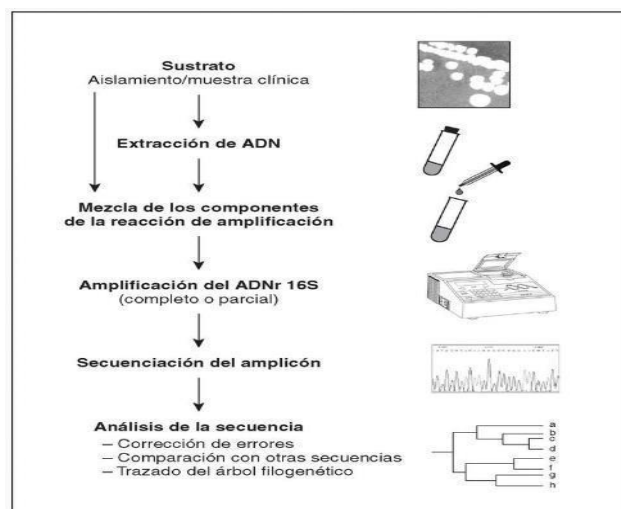 Sustrato
Aislamiento/muestra clínica
Extracción de ADN
Mezcla de los componentes
de la reacción de amplificación
Amplificación del ADNr 16S
(completo o parcial)
Secuenciación del amplicón
Análisis de la secuencia
– Corrección de errores
– Comparación con otras secuencias
– Trazado del árbol filogenético
a
b
c
d
e
f
g
h